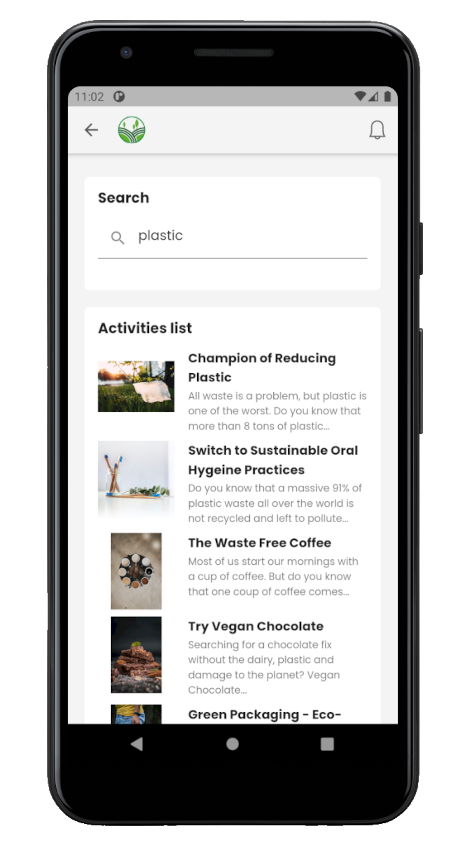 11:02
Search
plastic
Activities list
Champion of Reducing
Plastic
All waste is a problem, but plastic is
one of the worst. Do you know that
more than 8 tons of plastic...
Switch to Sustainable Oral
Hygeine Practices
Do you know that a massive 91% of
plastic waste all over the world is
not recycled and left to pollute...
The Waste Free Coffee
Most of us start our mornings with
a cup of coffee. But do you know
that one coup of coffee comes...
Try Vegan Chocolate
Searching for a chocolate fix
without the dairy, plastic and
damage to the planet? Vegan
Chocolate...
Green Packaging - Eco-